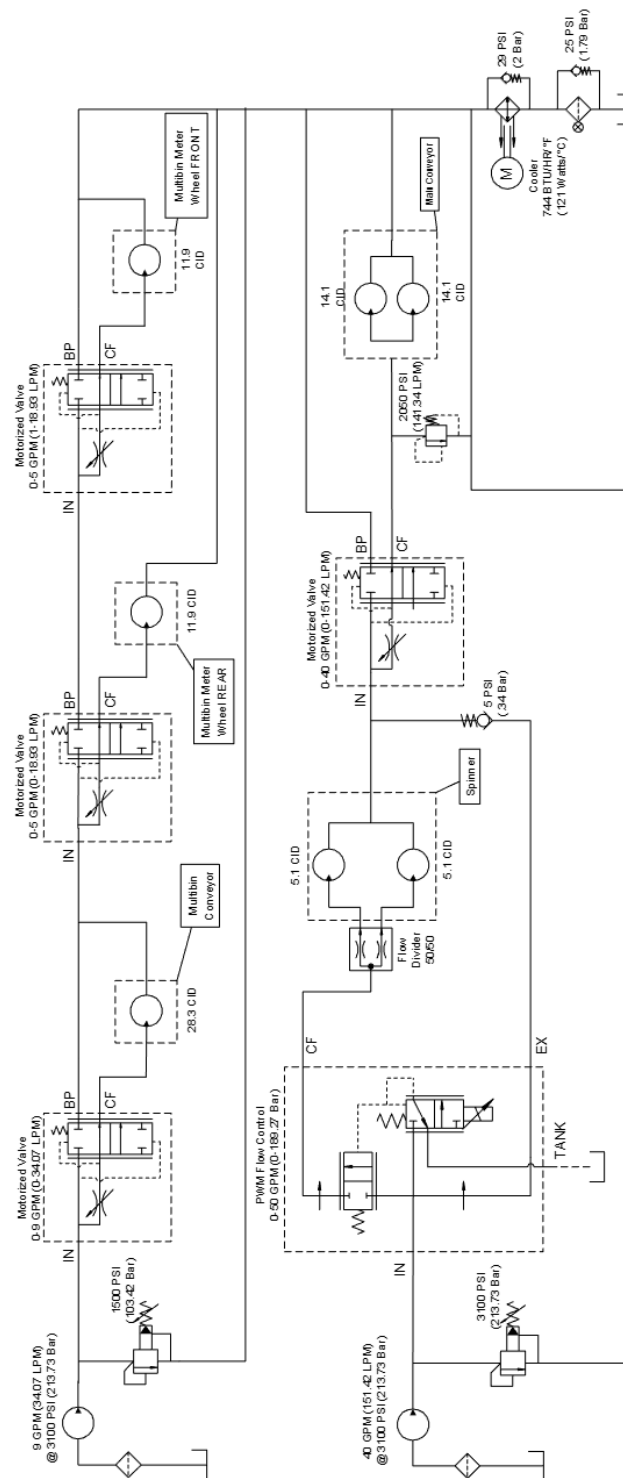 9 GPM (34.07 LPM)
@ 3100 PSI (213.73 Bar)
1500 PSI
(103.42 Bar)
IN
Motorized Valve
0-9 GPM (0-34.07 LPM)
BP
CF
28.3 CID
Multibin
Conveyor
IN
Motorized Valve
0-5 GPM (0-18.93 LPM)
BP
CF
11.9 CID
Multibin Meter
Wheel REAR
IN
Motorized Valve
0-5 GPM (1-18.93 LPM)
BP
CF
11.9
CID
Multibin Meter
Wheel FRONT
40 GPM (151.42 LPM)
@ 3100 PSI (213.73 Bar)
3100 PSI
(213.73 Bar)
IN
PWM Flow Control
0-50 GPM (0-189.27 Bar)
CF
EX
TANK
Flow
Divider
50/50
5.1 CID
5.1 CID
Spinner
5 PSI
(.34 Bar)
IN
Motorized Valve
0-40 GPM (0-151.42 LPM)
BP
CF
2050 PSI
(141.34 LPM)
14.1
CID
14.1
CID
Main Conveyor
M
Cooler
744 BTU/HR/°F
(121 Watts/°C)
29 PSI
(2 Bar)
25 PSI
(1.79 Bar)